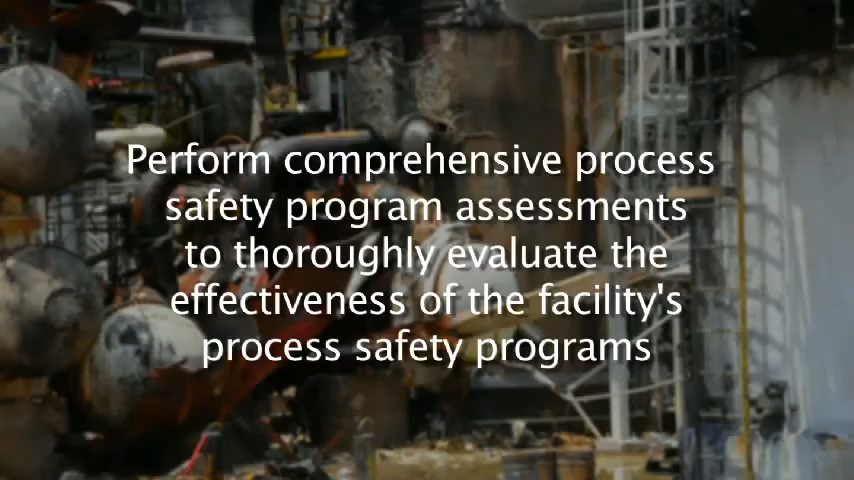 Perform comprehensive process
safety program assessments
to thoroughly evaluate the
effectiveness of the facility's
process safety programs